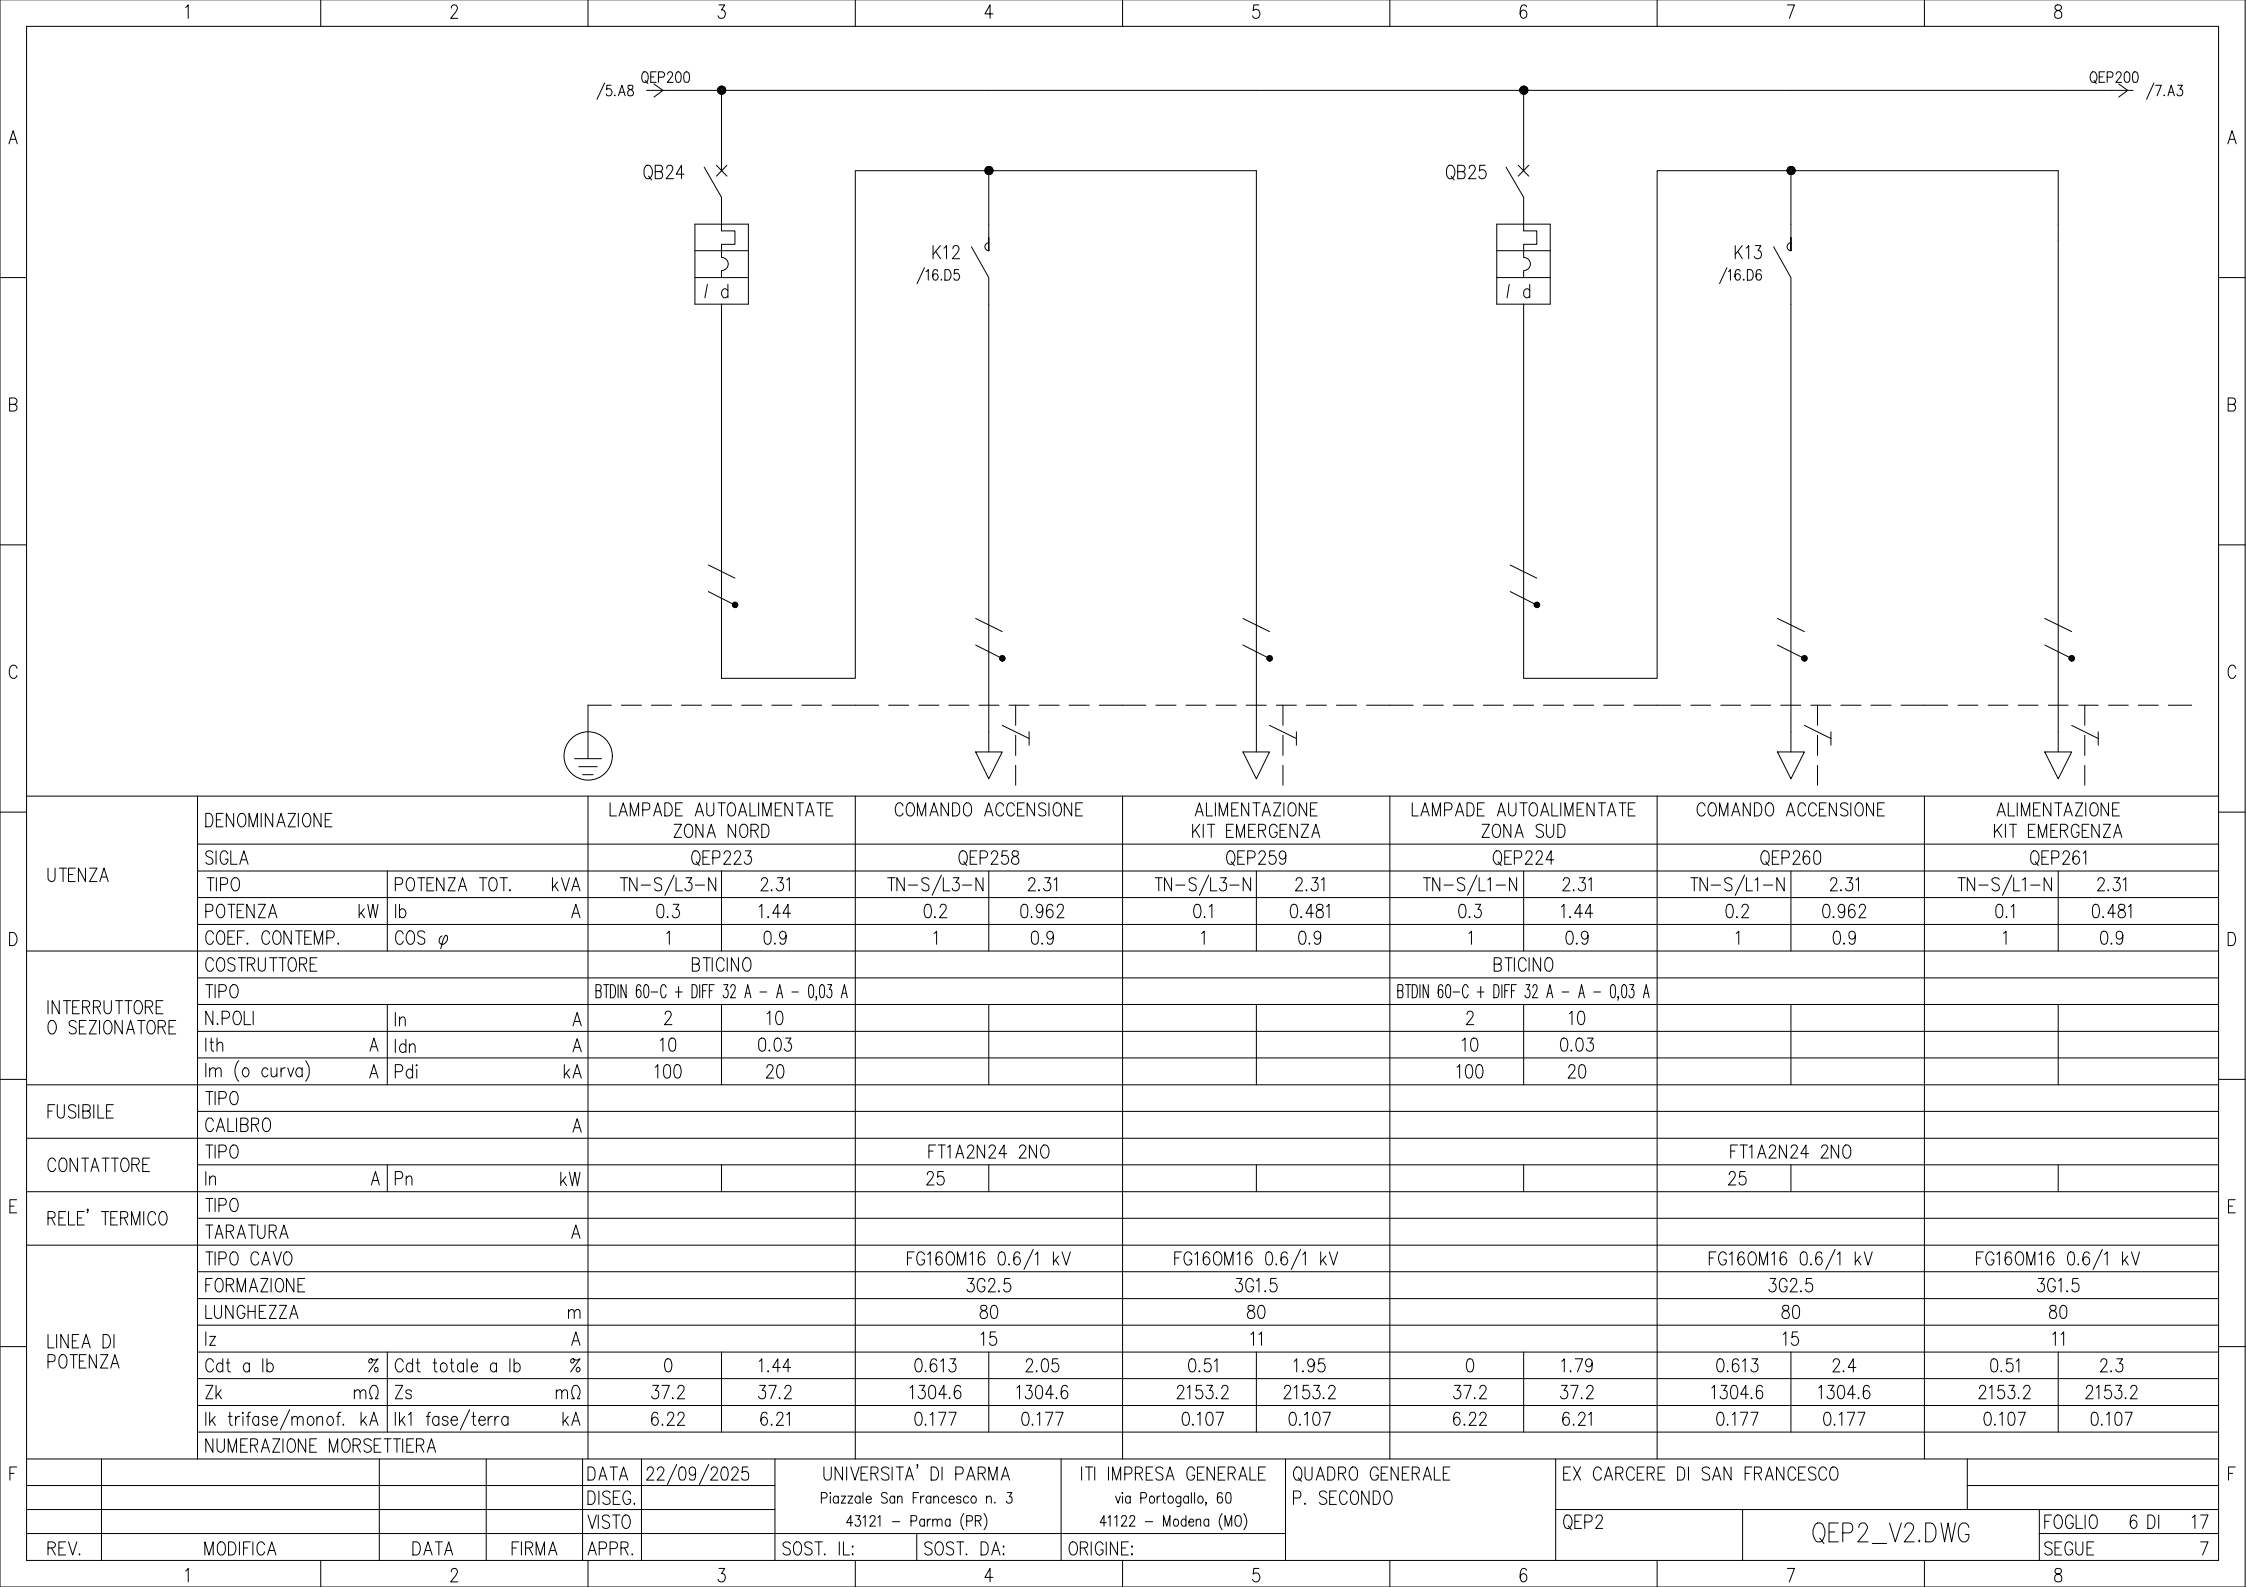 1 2 3 4 5 6 7 8
QEP200 QEP200
/5.A8 /7.A3
A A
QB24 QB25
K12 K13
/16.D5 /16.D6
I d I d
B B
C C
LAMPADE AUTOALIMENTATE COMANDO ACCENSIONE ALIMENTAZIONE LAMPADE AUTOALIMENTATE COMANDO ACCENSIONE ALIMENTAZIONE
DENOMINAZIONE
ZONA NORD KIT EMERGENZA ZONA SUD KIT EMERGENZA
SIGLA QEP223 QEP258 QEP259 QEP224 QEP260 QEP261
UTENZA
TIPO POTENZA TOT. kVA TN-S/L3-N 2.31 TN-S/L3-N 2.31 TN-S/L3-N 2.31 TN-S/L1-N 2.31 TN-S/L1-N 2.31 TN-S/L1-N 2.31
POTENZA kW Ib A 0.3 1.44 0.2 0.962 0.1 0.481 0.3 1.44 0.2 0.962 0.1 0.481
D COEF. CONTEMP. COS φ 1 0.9 1 0.9 1 0.9 1 0.9 1 0.9 1 0.9 D
COSTRUTTORE BTICINO BTICINO
TIPO BTDIN 60-C + DIFF 32 A - A - 0,03 A BTDIN 60-C + DIFF 32 A - A - 0,03 A
INTERRUTTORE
O SEZIONATORE
N.POLI In A 2 10 2 10
Ith A Idn A 10 0.03 10 0.03
Im (o curva) A Pdi kA 100 20 100 20
FUSIBILE
TIPO
CALIBRO A
CONTATTORE
TIPO FT1A2N24 2NO FT1A2N24 2NO
In A Pn kW 25 25
E E
RELE' TERMICO
TIPO
TARATURA A
TIPO CAVO FG16OM16 0.6/1 kV FG16OM16 0.6/1 kV FG16OM16 0.6/1 kV FG16OM16 0.6/1 kV
FORMAZIONE 3G2.5 3G1.5 3G2.5 3G1.5
LUNGHEZZA m 80 80 80 80
LINEA DI
POTENZA
Iz A 15 11 15 11
Cdt a Ib % Cdt totale a Ib % 0 1.44 0.613 2.05 0.51 1.95 0 1.79 0.613 2.4 0.51 2.3
Zk mΩ Zs mΩ 37.2 37.2 1304.6 1304.6 2153.2 2153.2 37.2 37.2 1304.6 1304.6 2153.2 2153.2
Ik trifase/monof. kA Ik1 fase/terra kA 6.22 6.21 0.177 0.177 0.107 0.107 6.22 6.21 0.177 0.177 0.107 0.107
NUMERAZIONE MORSETTIERA
F DATA 22/09/2025 UNIVERSITA' DI PARMA ITI IMPRESA GENERALE QUADRO GENERALE EX CARCERE DI SAN FRANCESCO F
DISEG. Piazzale San Francesco n. 3 via Portogallo, 60 P. SECONDO
VISTO 43121 - Parma (PR) 41122 - Modena (MO) QEP2 QEP2_V2.DWG FOGLIO 6 DI 17
REV. MODIFICA DATA FIRMA APPR. SOST. IL: SOST. DA: ORIGINE: SEGUE 7
1 2 3 4 5 6 7 8